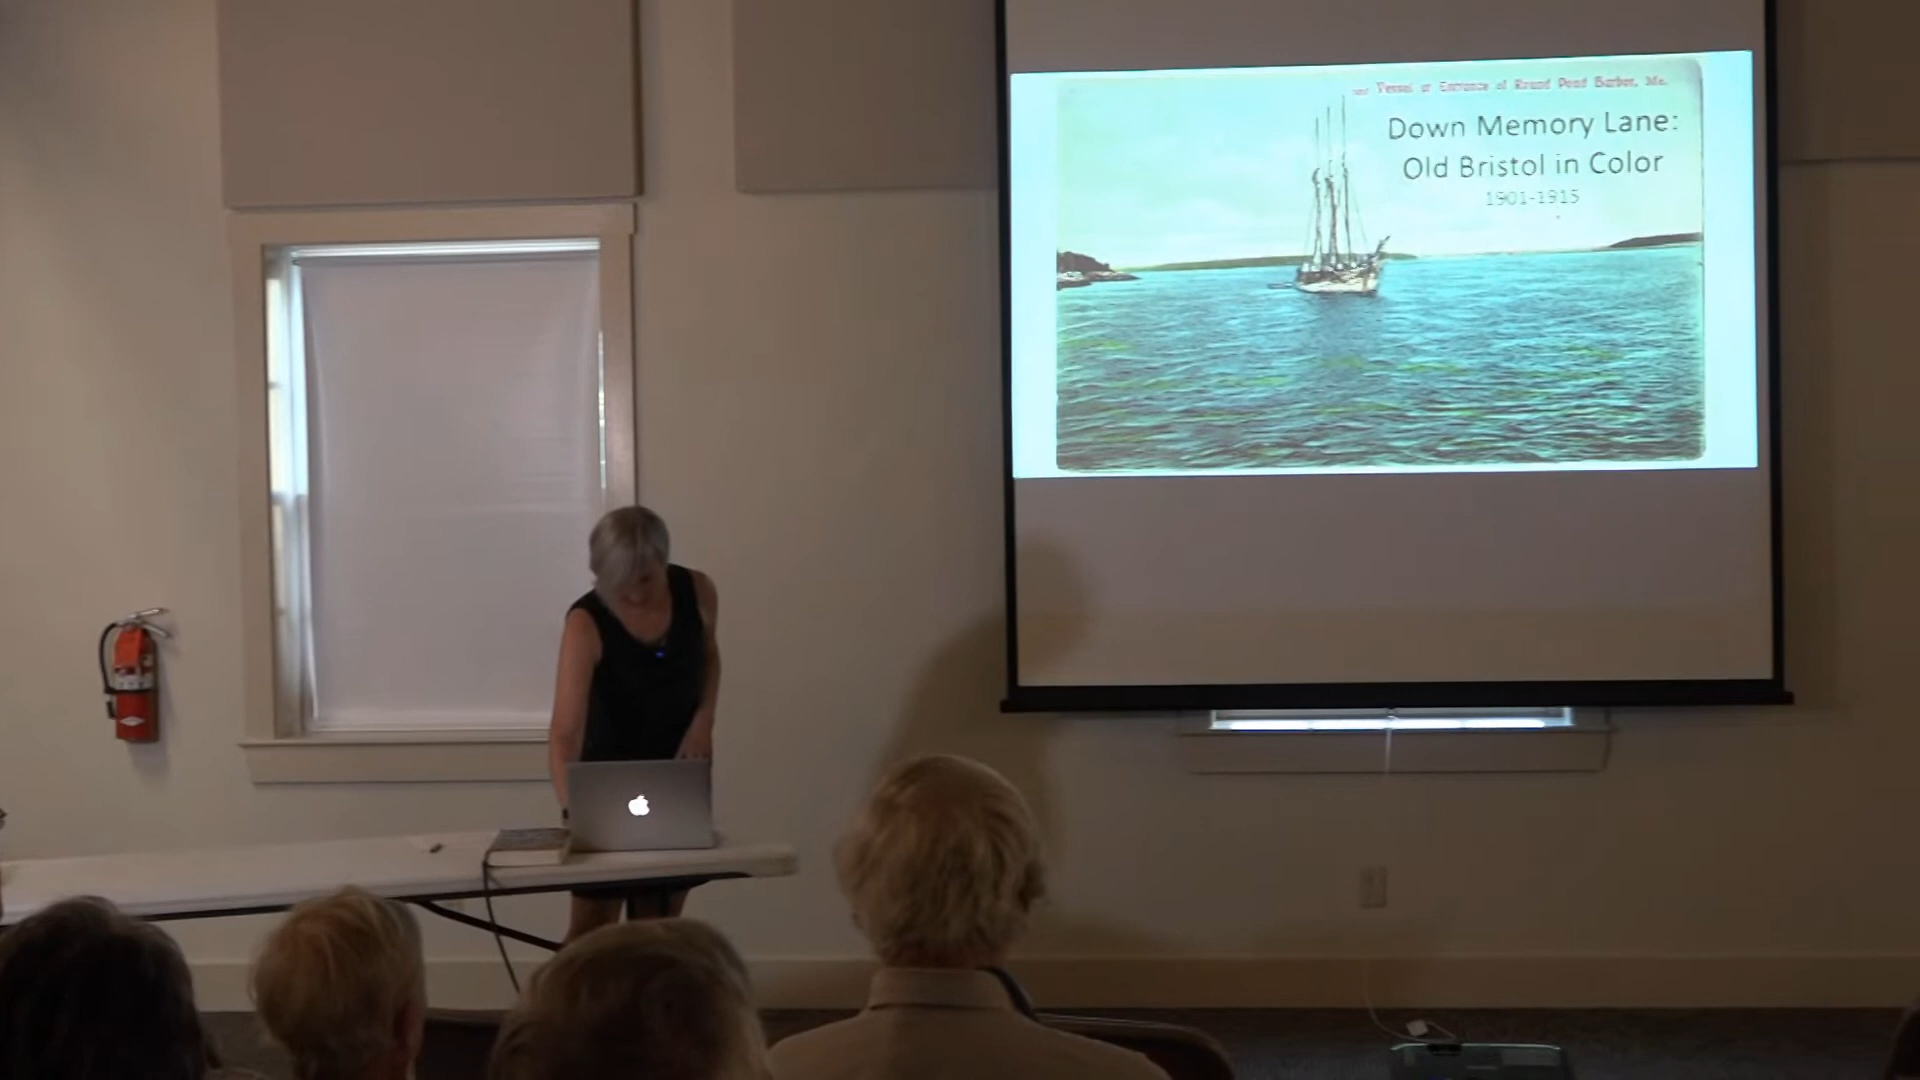 Vessel at Entrance of Round Pond Harbor, Me.
Down Memory Lane:
Old Bristol in Color
1901-1915